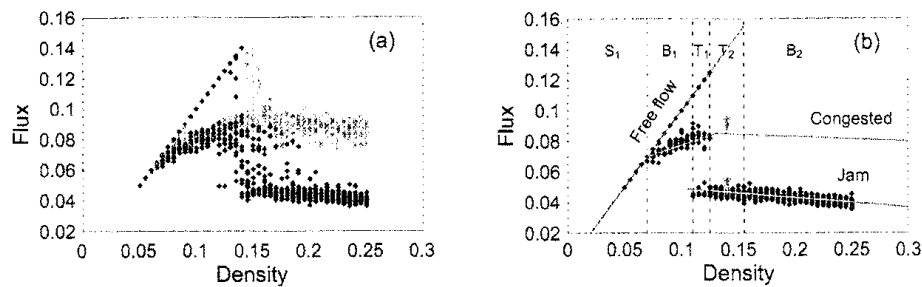 0.16
0.14
0.12
0.1
0.08
0.06
0.04
0.02
Flux
(a)
0
0.05
0.1
0.15
0.2
0.25
0.3
Density
0.16
0.14
0.12
0.1
0.08
0.06
0.04
0.02
Flux
(b)
S₁
B₁
T₁
T₂
B₂
Free flow
Congested
Jam
0
0.05
0.1
0.15
0.2
0.25
0.3
Density